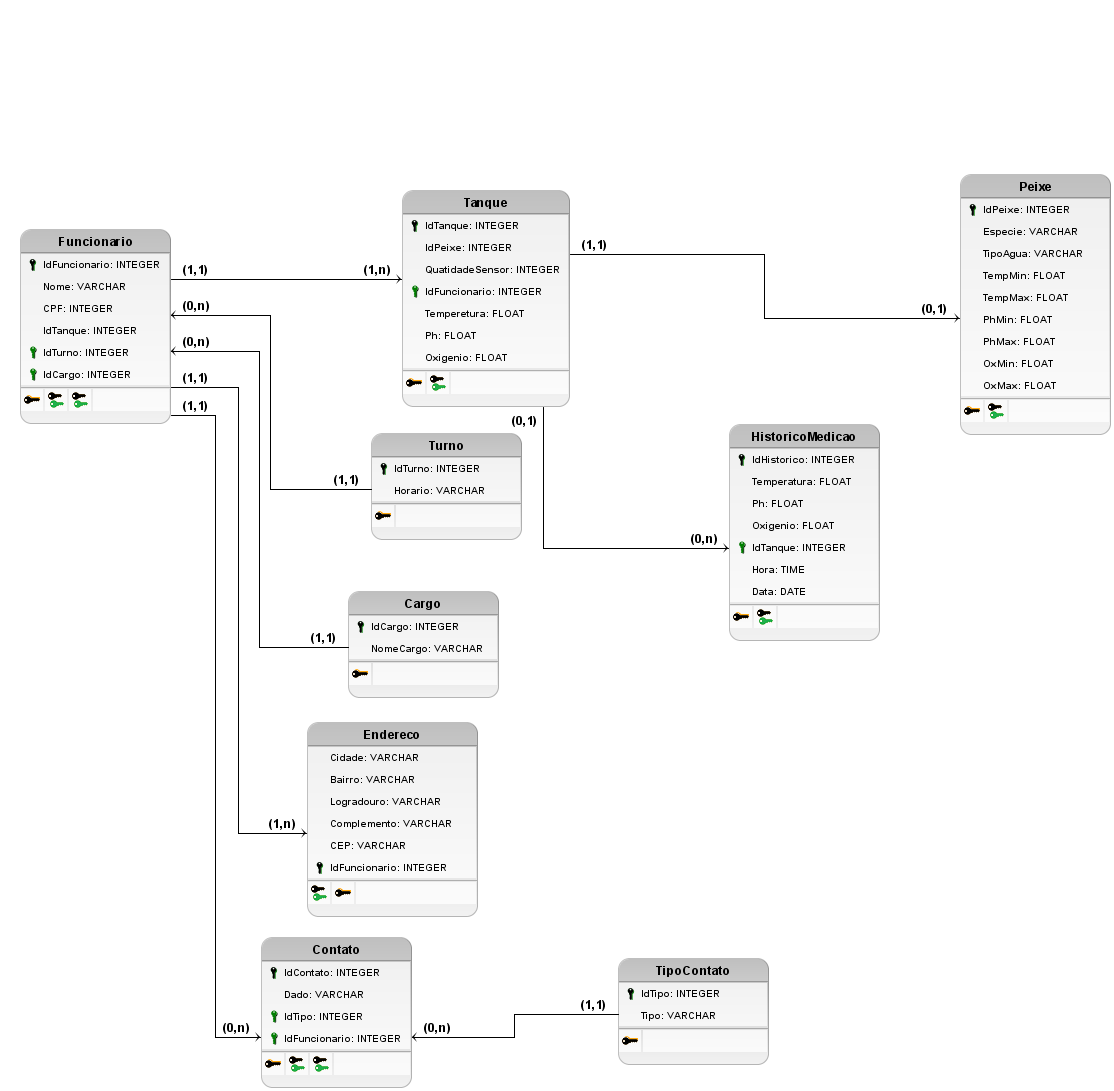 Funcionario
IdFuncionario: INTEGER
Nome: VARCHAR
CPF: INTEGER
IdTanque: INTEGER
IdTurno: INTEGER
IdCargo: INTEGER
(1,1)
(1,n)
(0,n)
(0,n)
(1,1)
(1,1)
Tanque
IdTanque: INTEGER
IdPeixe: INTEGER
QuatidadeSensor: INTEGER
IdFuncionario: INTEGER
Temperetura: FLOAT
Ph: FLOAT
Oxigenio: FLOAT
(1,1)
(0,1)
Peixe
IdPeixe: INTEGER
Especie: VARCHAR
TipoAgua: VARCHAR
TempMin: FLOAT
TempMax: FLOAT
PhMin: FLOAT
PhMax: FLOAT
OxMin: FLOAT
OxMax: FLOAT
(0,1)
(0,n)
HistoricoMedicao
IdHistorico: INTEGER
Temperatura: FLOAT
Ph: FLOAT
Oxigenio: FLOAT
IdTanque: INTEGER
Hora: TIME
Data: DATE
Turno
IdTurno: INTEGER
Horario: VARCHAR
(1,1)
Cargo
IdCargo: INTEGER
NomeCargo: VARCHAR
(1,1)
Endereco
Cidade: VARCHAR
Bairro: VARCHAR
Logradouro: VARCHAR
Complemento: VARCHAR
CEP: VARCHAR
IdFuncionario: INTEGER
(1,n)
Contato
IdContato: INTEGER
Dado: VARCHAR
IdTipo: INTEGER
IdFuncionario: INTEGER
(0,n)
(0,n)
(1,1)
TipoContato
IdTipo: INTEGER
Tipo: VARCHAR